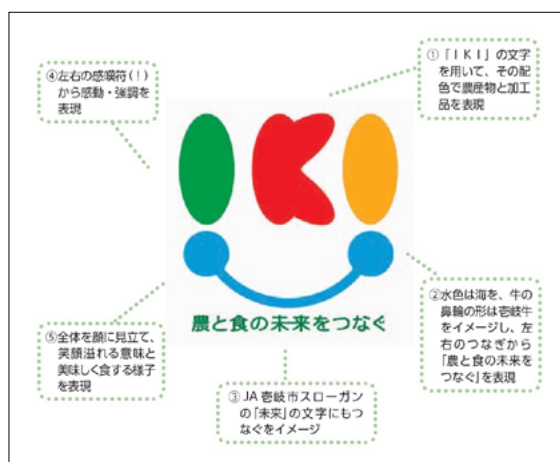 ④左右の感嘆符(!)
から感動・強調を
表現
①「IKI」の文字
を用いて、その配
色で農産物と加工
品を表現
IKI
農と食の未来をつなぐ
②水色は海を、牛の
鼻輪の形は壱岐牛
をイメージし、左
右のつなぎから
「農と食の未来を
つなぐ」を表現
⑤全体を顔に見立て、
笑顔溢れる意味と
美味しく食する様子
を表現
③JA壱岐市スローガン
の「未来」の文字にもつ
なぐをイメージ